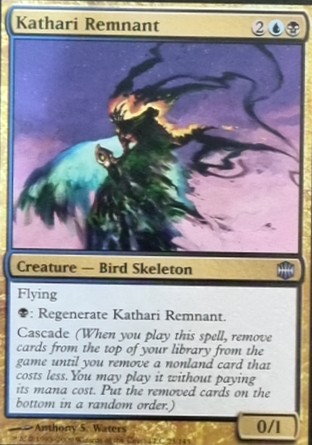 Kathari Remnant 2
Creature — Bird Skeleton
Flying
: Regenerate Kathari Remnant.
Cascade (When you play this spell, remove
cards from the top of your library from the
game until you remove a nonland card that
costs less. You may play it without paying
its mana cost. Put the removed cards on the
bottom in a random order.)
Anthony S. Waters
0/1